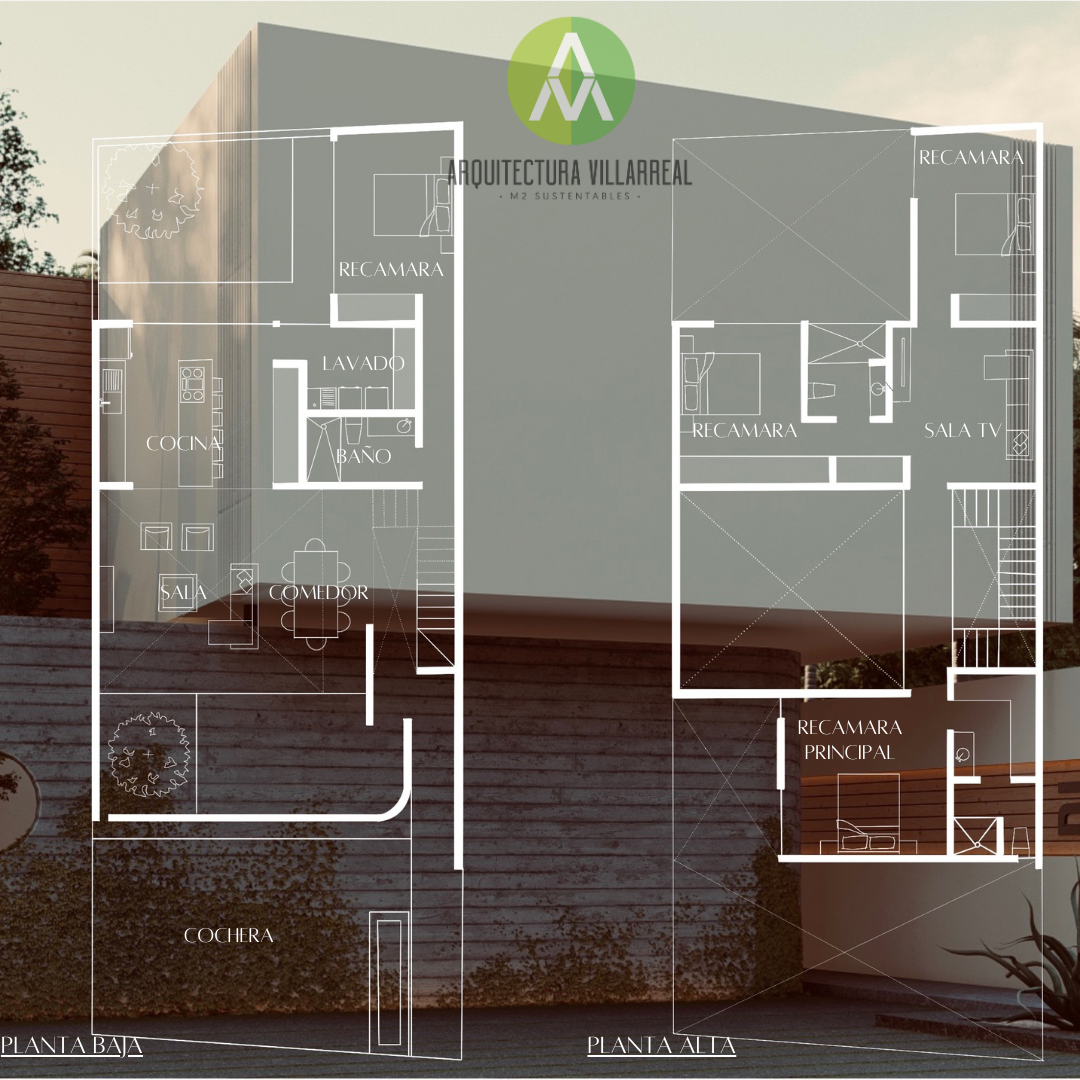 ARQUITECTURA VILLARREAL
• M2 SUSTENTABLES •
RECAMARA
LAVADO
COCINA
BAÑO
SALA
COMEDOR
COCHERA
PLANTA BAJA
RECAMARA
RECAMARA
SALA TV
RECAMARA
PRINCIPAL
PLANTA ALTA